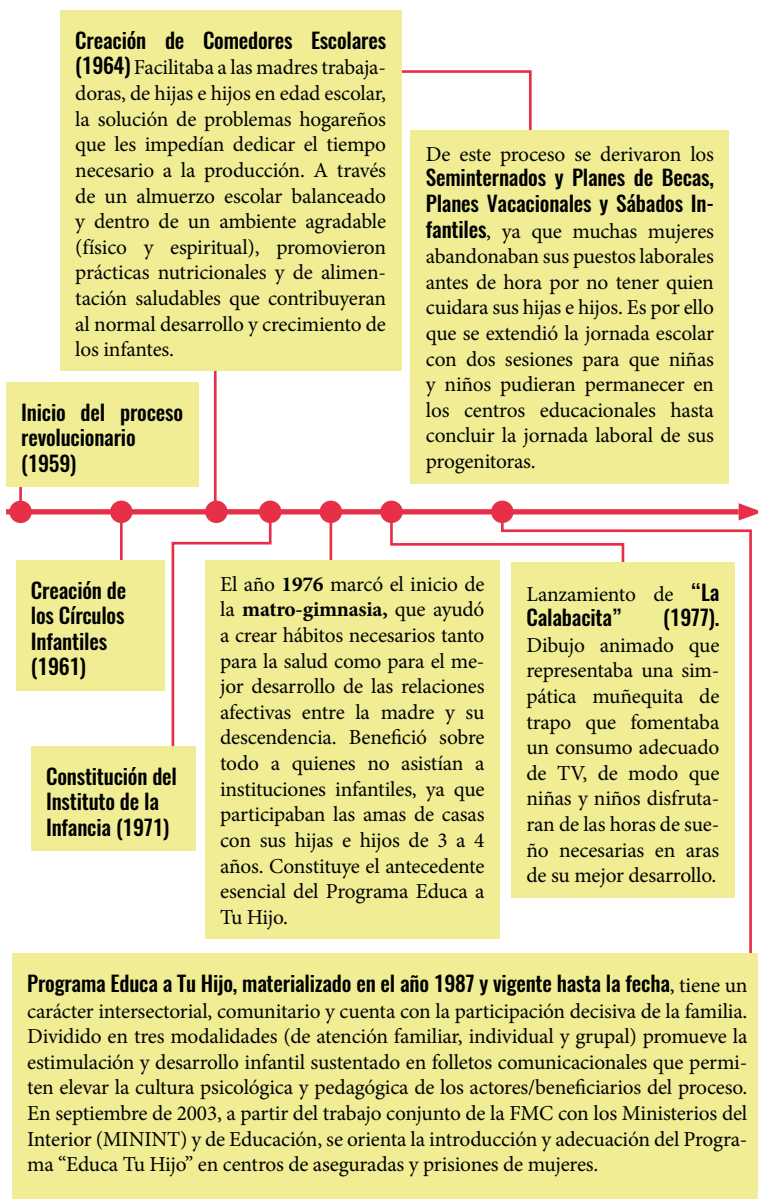 Creación de Comedores Escolares
(1964) Facilitaba a las madres trabaja-
doras, de hijas e hijos en edad escolar,
la solución de problemas hogareños
que les impedían dedicar el tiempo
necesario a la producción. A través
de un almuerzo escolar balanceado
y dentro de un ambiente agradable
(físico y espiritual), promovieron
prácticas nutricionales y de alimen-
tación saludables que contribuyeran
al normal desarrollo y crecimiento de
los infantes.
De este proceso se derivaron los
Seminternados y Planes de Becas,
Planes Vacacionales y Sábados In-
fantiles, ya que muchas mujeres
abandonaban sus puestos laborales
antes de hora por no tener quien
cuidara sus hijas e hijos. Es por ello
que se extendió la jornada escolar
con dos sesiones para que niñas
y niños pudieran permanecer en
los centros educacionales hasta
concluir la jornada laboral de sus
progenitoras.
Inicio del proceso
revolucionario
(1959)
Creación de
los Círculos
Infantiles
(1961)
Constitución del
Instituto de la
Infancia (1971)
El año 1976 marcó el inicio de
la matro-gimnasia, que ayudó
a crear hábitos necesarios tanto
para la salud como para el me-
jor desarrollo de las relaciones
afectivas entre la madre y su
descendencia. Benefició sobre
todo a quienes no asistían a
instituciones infantiles, ya que
participaban las amas de casas
con sus hijas e hijos de 3 a 4
años. Constituye el antecedente
esencial del Programa Educa a
Tu Hijo.
Lanzamiento de “La
Calabacita” (1977).
Dibujo animado que
representaba una sim-
pática muñequita de
trapo que fomentaba
un consumo adecuado
de TV, de modo que
niñas y niños disfruta-
ran de las horas de sue-
ño necesarias en aras
de su mejor desarrollo.
Programa Educa a Tu Hijo, materializado en el año 1987 y vigente hasta la fecha, tiene un
carácter intersectorial, comunitario y cuenta con la participación decisiva de la familia.
Dividido en tres modalidades (de atención familiar, individual y grupal) promueve la
estimulación y desarrollo infantil sustentado en folletos comunicacionales que permi-
ten elevar la cultura psicológica y pedagógica de los actores/beneficiarios del proceso.
En septiembre de 2003, a partir del trabajo conjunto de la FMC con los Ministerios del
Interior (MININT) y de Educación, se orienta la introducción y adecuación del Progra-
ma “Educa Tu Hijo” en centros de aseguradas y prisiones de mujeres.